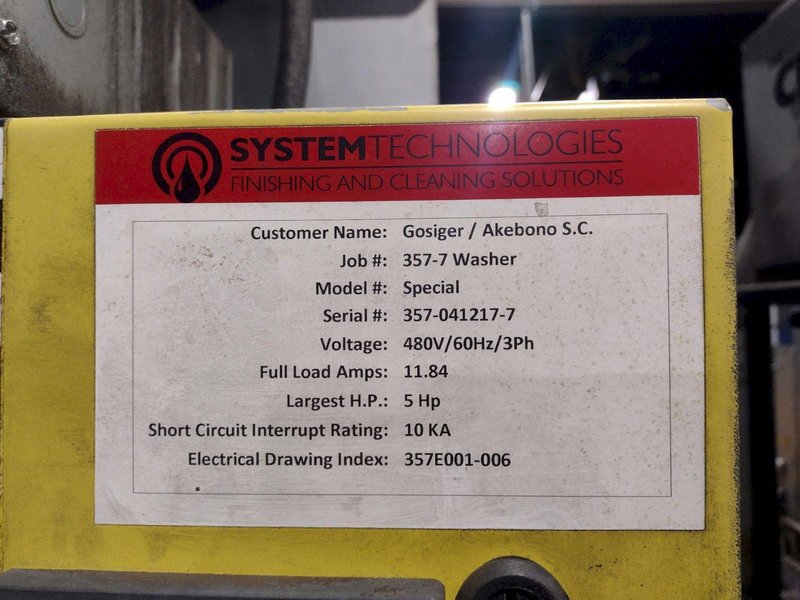 SYSTEMTECHNOLOGIES
FINISHING AND CLEANING SOLUTIONS
Customer Name: Gosiger / Akebono S.C.
Job #: 357-7 Washer
Model #: Special
Serial #: 357-041217-7
Voltage: 480V/60Hz/3Ph
Full Load Amps: 11.84
Largest H.P.: 5 Hp
Short Circuit Interrupt Rating: 10 KA
Electrical Drawing Index: 357E001-006